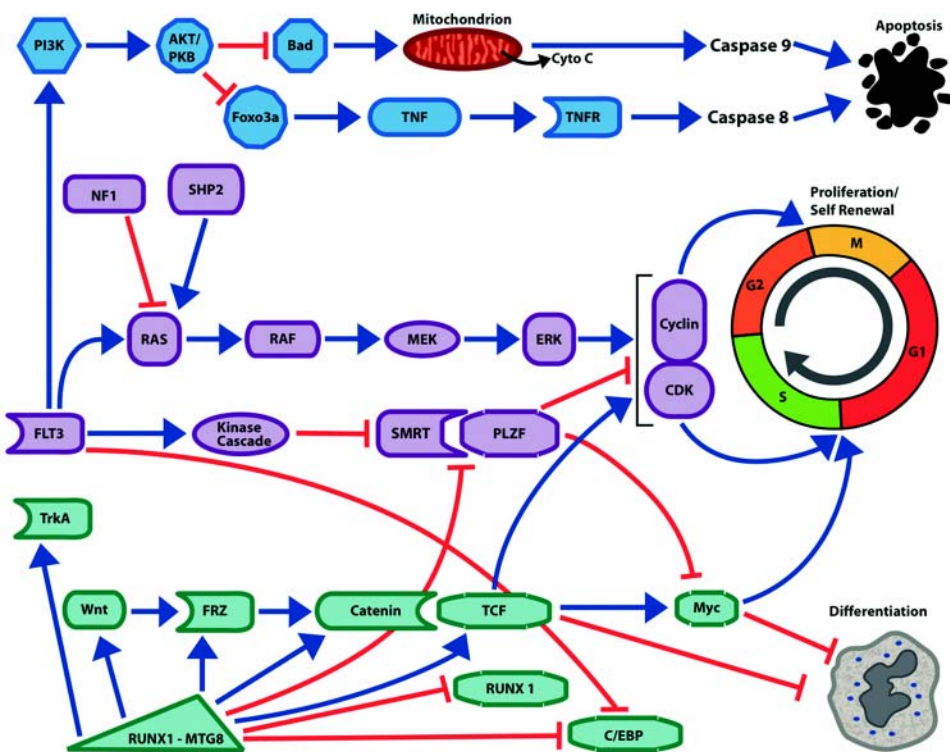 Mitochondrion
Apoptosis
PI3K
AKT/
PKB
Bad
Cyto C
Caspase 9
Foxo3a
TNF
TNFR
Caspase 8
NF1
SHP2
Proliferation/
Self Renewal
M
G2
G1
S
Cyclin
CDK
RAS
RAF
MEK
ERK
FLT3
Kinase
Cascade
SMRT
PLZF
TrkA
Wnt
FRZ
Catenin
TCF
Myc
Differentiation
RUNX 1
RUNX1 - MTG8
C/EBP